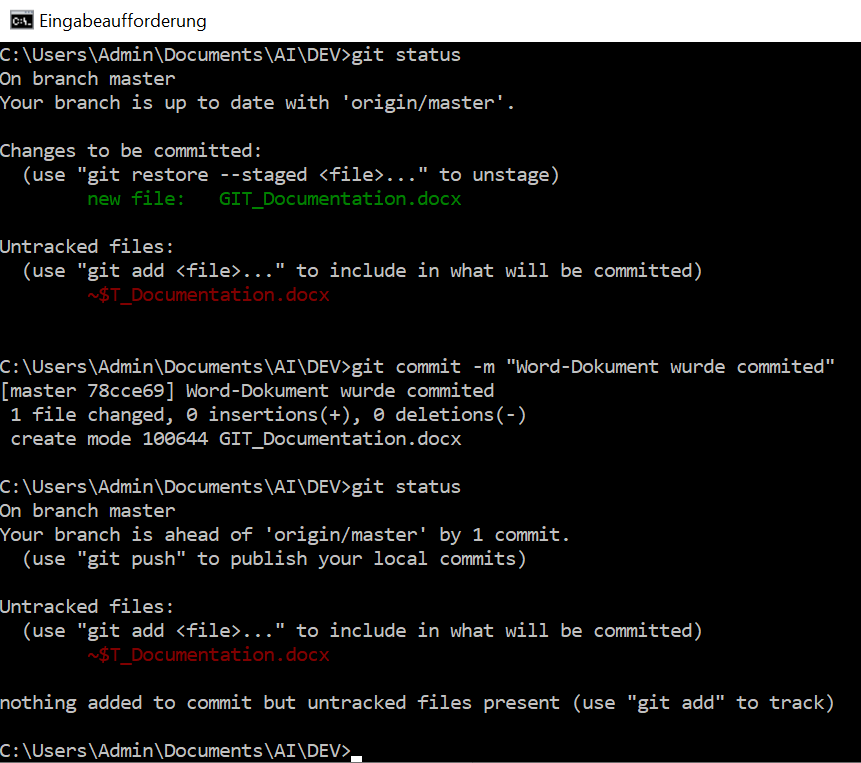 Eingabeaufforderung
C:\Users\Admin\Documents\AI\DEV>git status
On branch master
Your branch is up to date with 'origin/master'.
Changes to be committed:
(use "git restore --staged <file>..." to unstage)
new file: GIT_Documentation.docx
Untracked files:
(use "git add <file>..." to include in what will be committed)
~$T_Documentation.docx
C:\Users\Admin\Documents\AI\DEV>git commit -m "Word-Dokument wurde commited"
[master 78cce69] Word-Dokument wurde commited
1 file changed, 0 insertions(+), 0 deletions(-)
create mode 100644 GIT_Documentation.docx
C:\Users\Admin\Documents\AI\DEV>git status
On branch master
Your branch is ahead of 'origin/master' by 1 commit.
(use "git push" to publish your local commits)
Untracked files:
(use "git add <file>..." to include in what will be committed)
~$T_Documentation.docx
nothing added to commit but untracked files present (use "git add" to track)
C:\Users\Admin\Documents\AI\DEV>